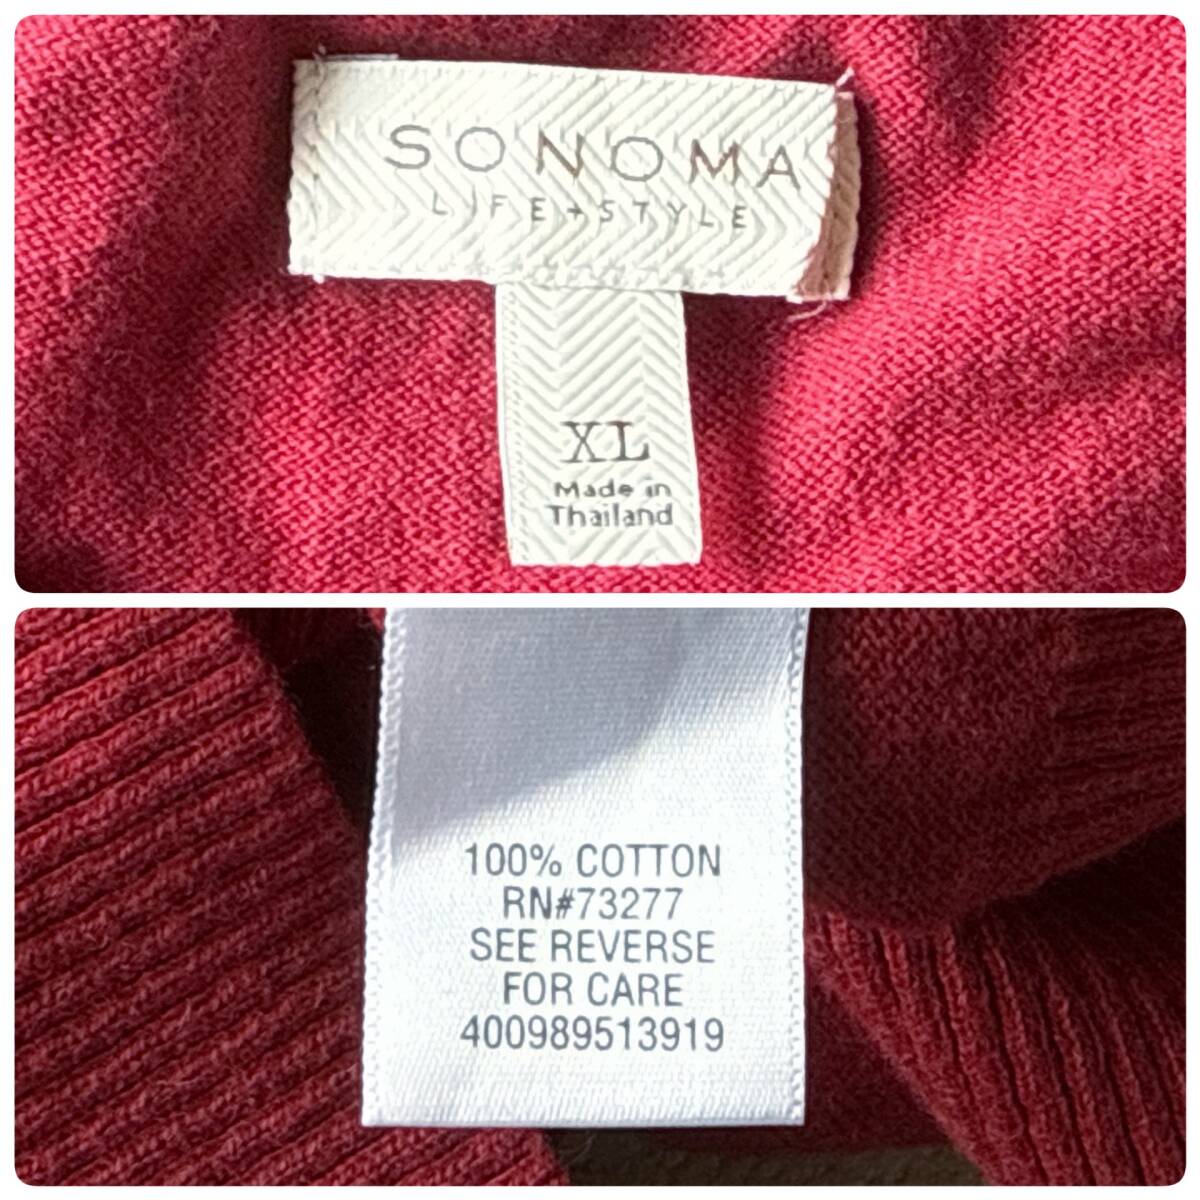 SONOMA
LIFE+STYLE
XL
Made in
Thailand
100% COTTON
RN#73277
SEE REVERSE
FOR CARE
400989513919